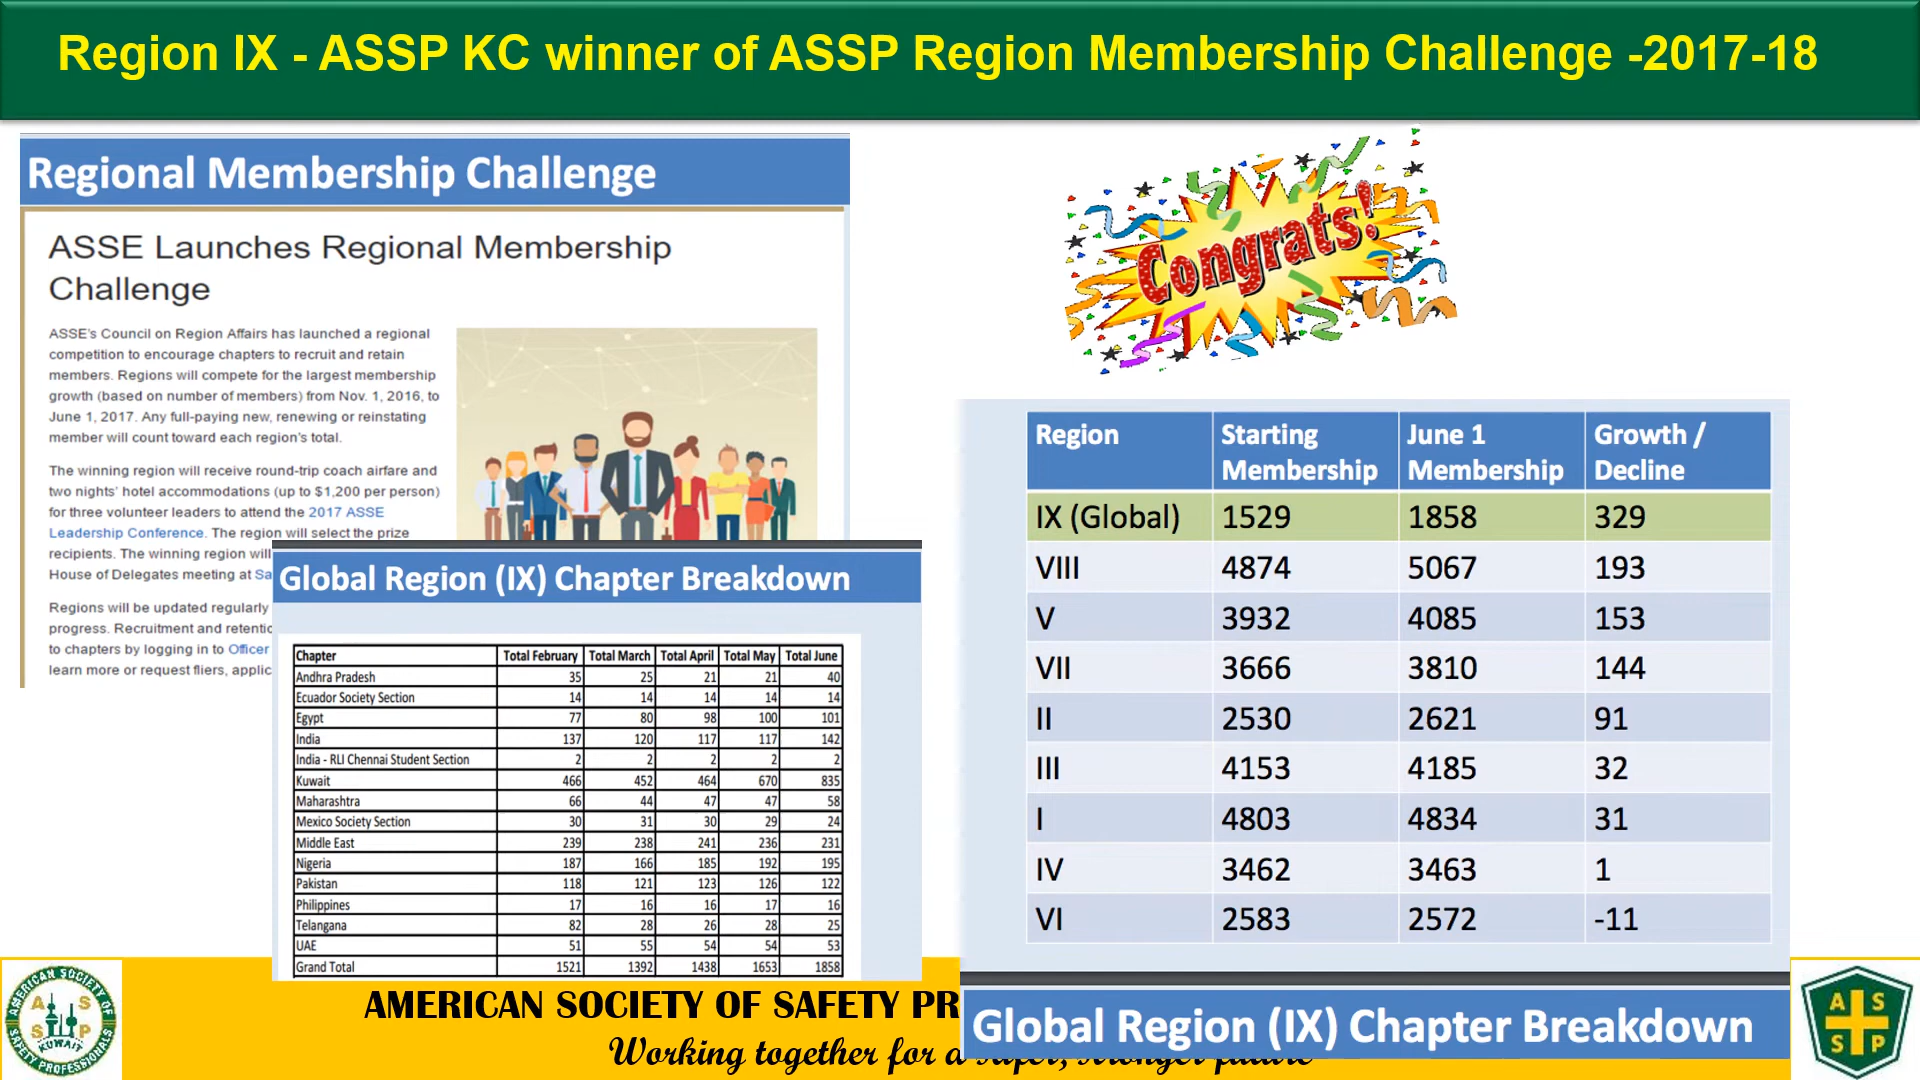 Region IX - ASSP KC winner of ASSP Region Membership Challenge -2017-18
Regional Membership Challenge
ASSE Launches Regional Membership
Challenge
ASSE's Council on Region Affairs has launched a regional
competition to encourage chapters to recruit and retain
members. Regions will compete for the largest membership
growth (based on number of members) from Nov. 1, 2016, to
June 1, 2017. Any full-paying new, renewing or reinstating
member will count toward each region's total.
The winning region will receive round-trip coach airfare and
two nights' hotel accommodations (up to $1,200 per person)
for three volunteer leaders to attend the 2017 ASSE
Leadership Conference. The region will select the prize
recipients. The winning region will
House of Delegates meeting at Sa
Regions will be updated regularly
progress. Recruitment and retentio
to chapters by logging in to Officer
learn more or request fliers, applic
Congrats!
Global Region (IX) Chapter Breakdown
Chapter Total February Total March Total April Total May Total June
Andhra Pradesh 35 25 21 21 40
Ecuador Society Section 14 14 14 14 14
Egypt 77 80 98 100 101
India 137 120 117 117 142
India - RLI Chennai Student Section 2 2 2 2 2
Kuwait 466 452 464 670 835
Maharashtra 66 44 47 47 58
Mexico Society Section 30 31 30 29 24
Middle East 239 238 241 236 231
Nigeria 187 166 185 192 195
Pakistan 118 121 123 126 122
Philippines 17 16 16 17 16
Telangana 82 28 26 28 25
UAE 51 55 54 54 53
Grand Total 1521 1392 1438 1653 1858
Region Starting Membership June 1 Membership Growth / Decline
IX (Global) 1529 1858 329
VIII 4874 5067 193
V 3932 4085 153
VII 3666 3810 144
II 2530 2621 91
III 4153 4185 32
I 4803 4834 31
IV 3462 3463 1
VI 2583 2572 -11
Global Region (IX) Chapter Breakdown
AMERICAN SOCIETY OF SAFETY PR
Working together for a safer, stronger future
AMERICAN SOCIETY OF SAFETY PROFESSIONALS
A S
S P
KUWAIT
A S
S P